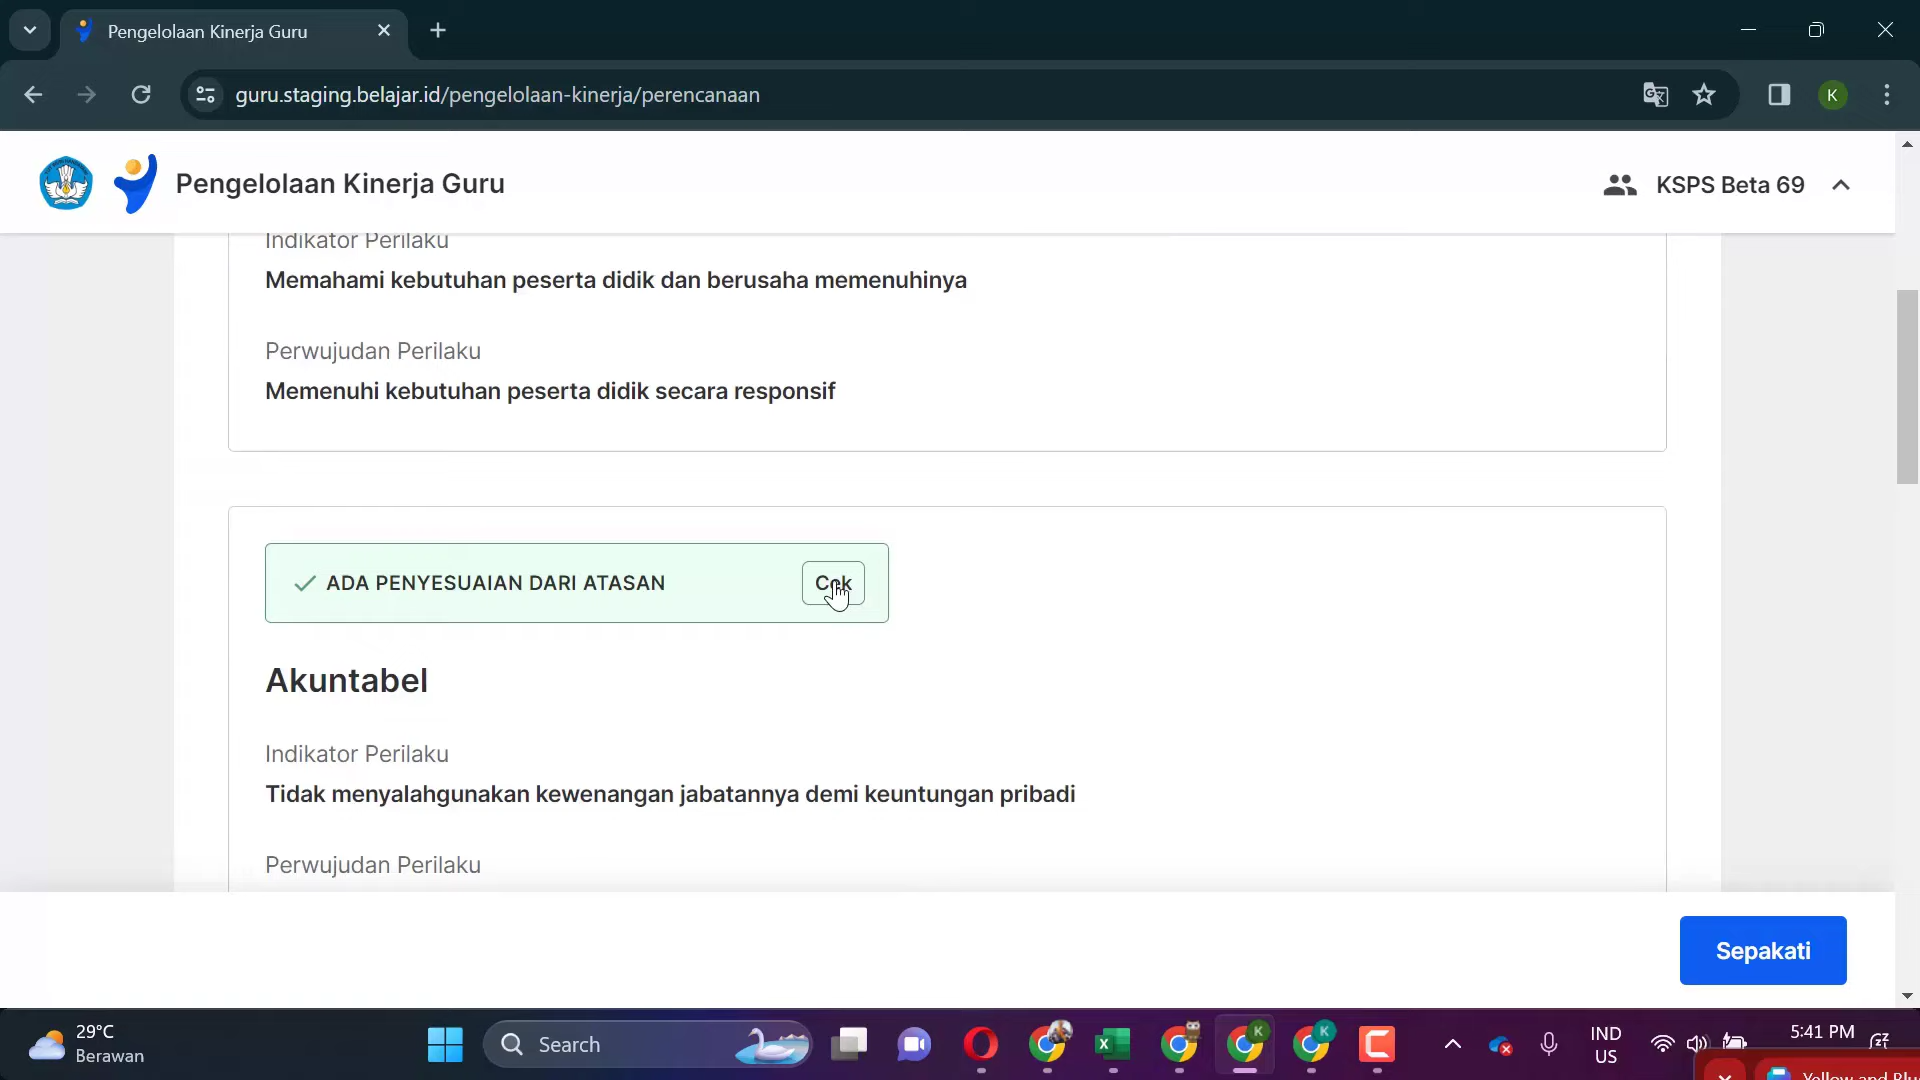 Pengelolaan Kinerja Guru
guru.staging.belajar.id/pengelolaan-kinerja/perencanaan
K
Pengelolaan Kinerja Guru
KSPS Beta 69
Indikator Perilaku
Memahami kebutuhan peserta didik dan berusaha memenuhinya
Perwujudan Perilaku
Memenuhi kebutuhan peserta didik secara responsif
ADA PENYESUAIAN DARI ATASAN
Cek
Akuntabel
Indikator Perilaku
Tidak menyalahgunakan kewenangan jabatannya demi keuntungan pribadi
Perwujudan Perilaku
Sepakati
29°C
Berawan
Search
K
K
IND
US
5:41 PM
Yellow and Blu